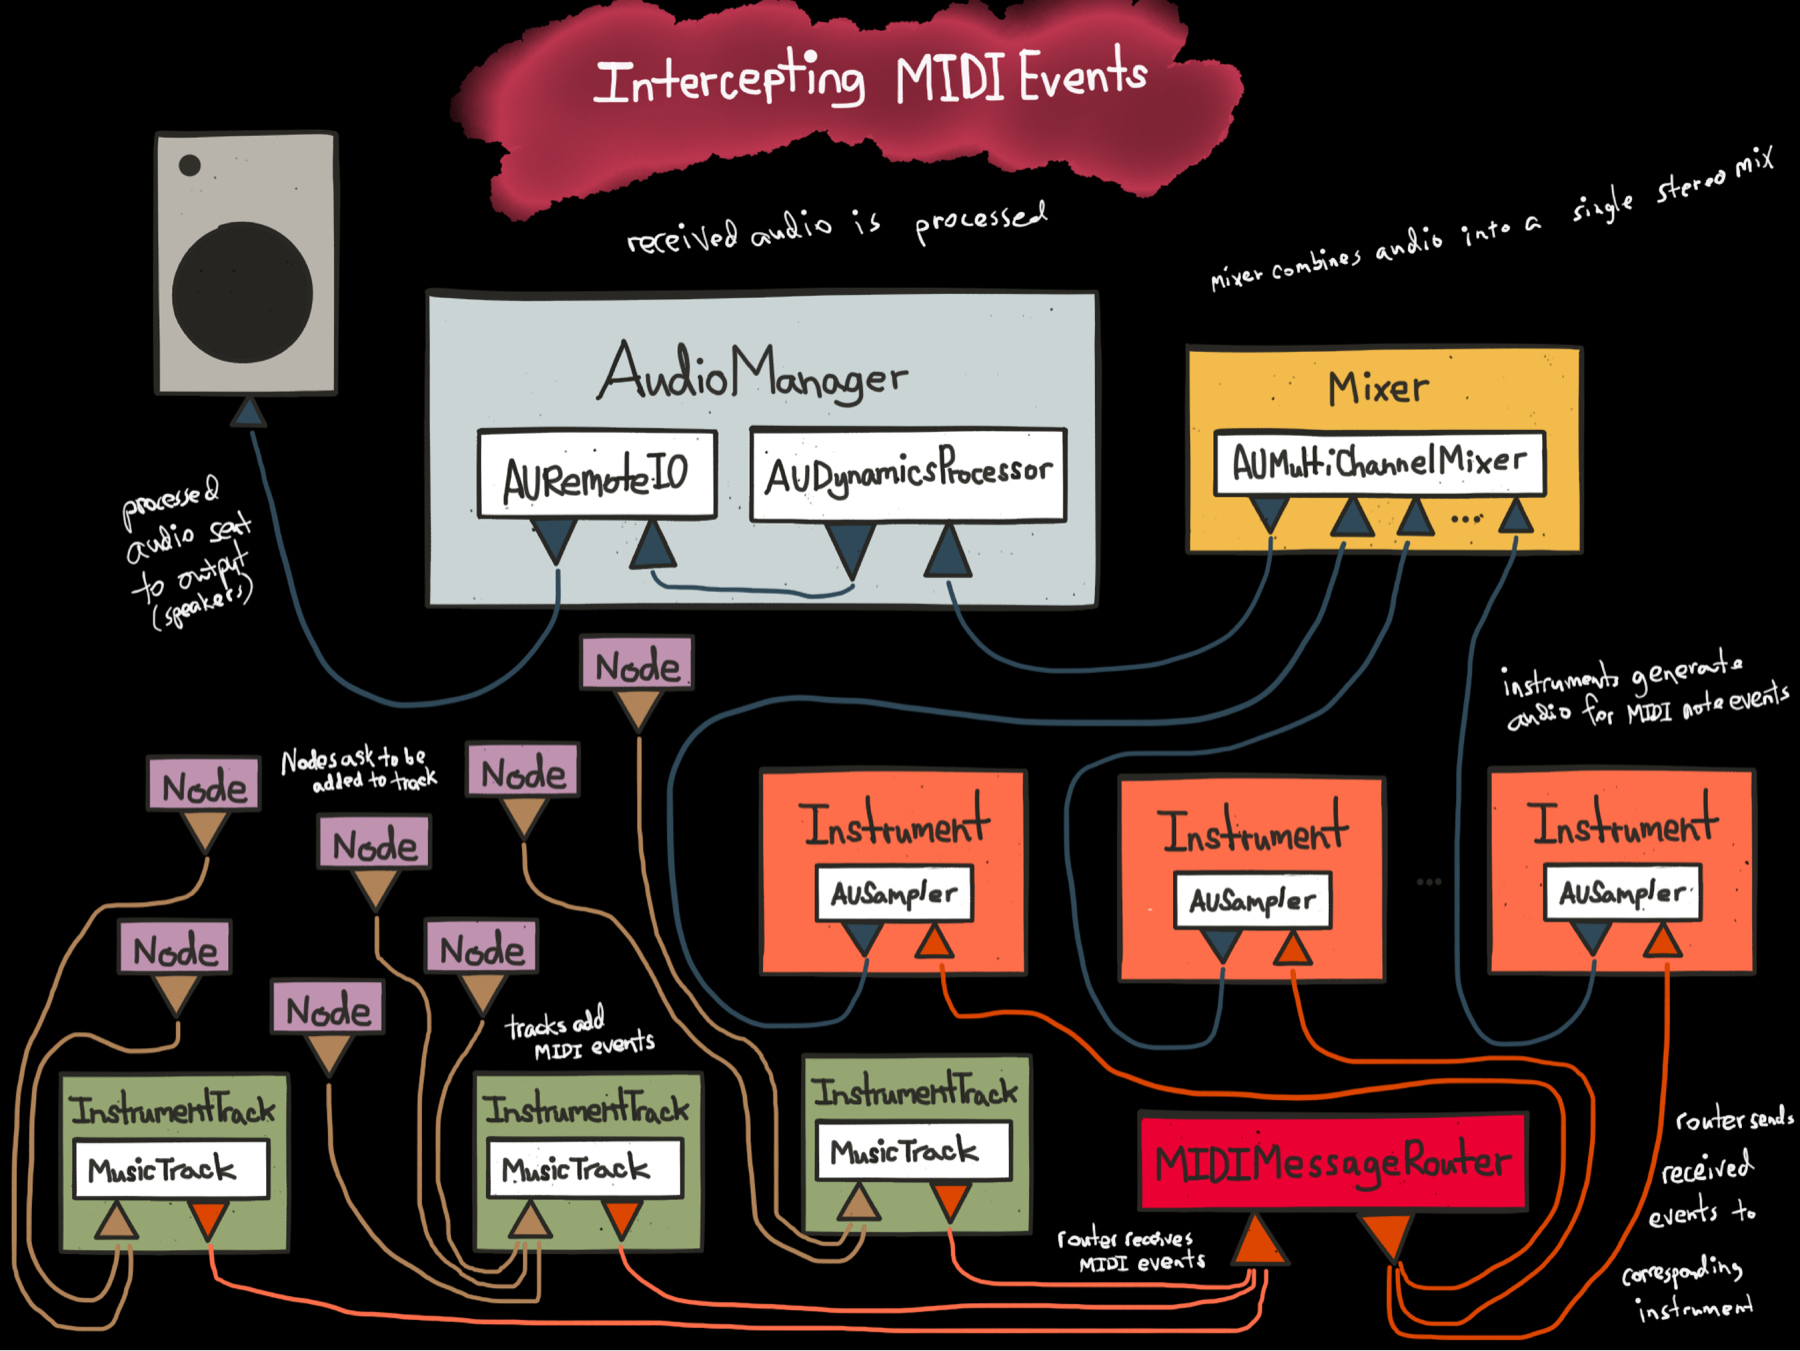 Intercepting MIDI Events
received audio is processed
mixer combines audio into a single stereo mix
AudioManager
AURemoteIO
AUDynamicsProcessor
Mixer
AUMultiChannelMixer
...
processed
audio sent
to output
(speakers)
Node
Node
Nodes ask to be
added to track
Node
Node
Node
Node
Node
instruments generate
audio for MIDI note events
Instrument
AUSampler
Instrument
AUSampler
...
Instrument
AUSampler
tracks add
MIDI events
InstrumentTrack
MusicTrack
InstrumentTrack
MusicTrack
InstrumentTrack
MusicTrack
MIDIMessageRouter
router receives
MIDI events
router sends
received
events to
corresponding
instrument